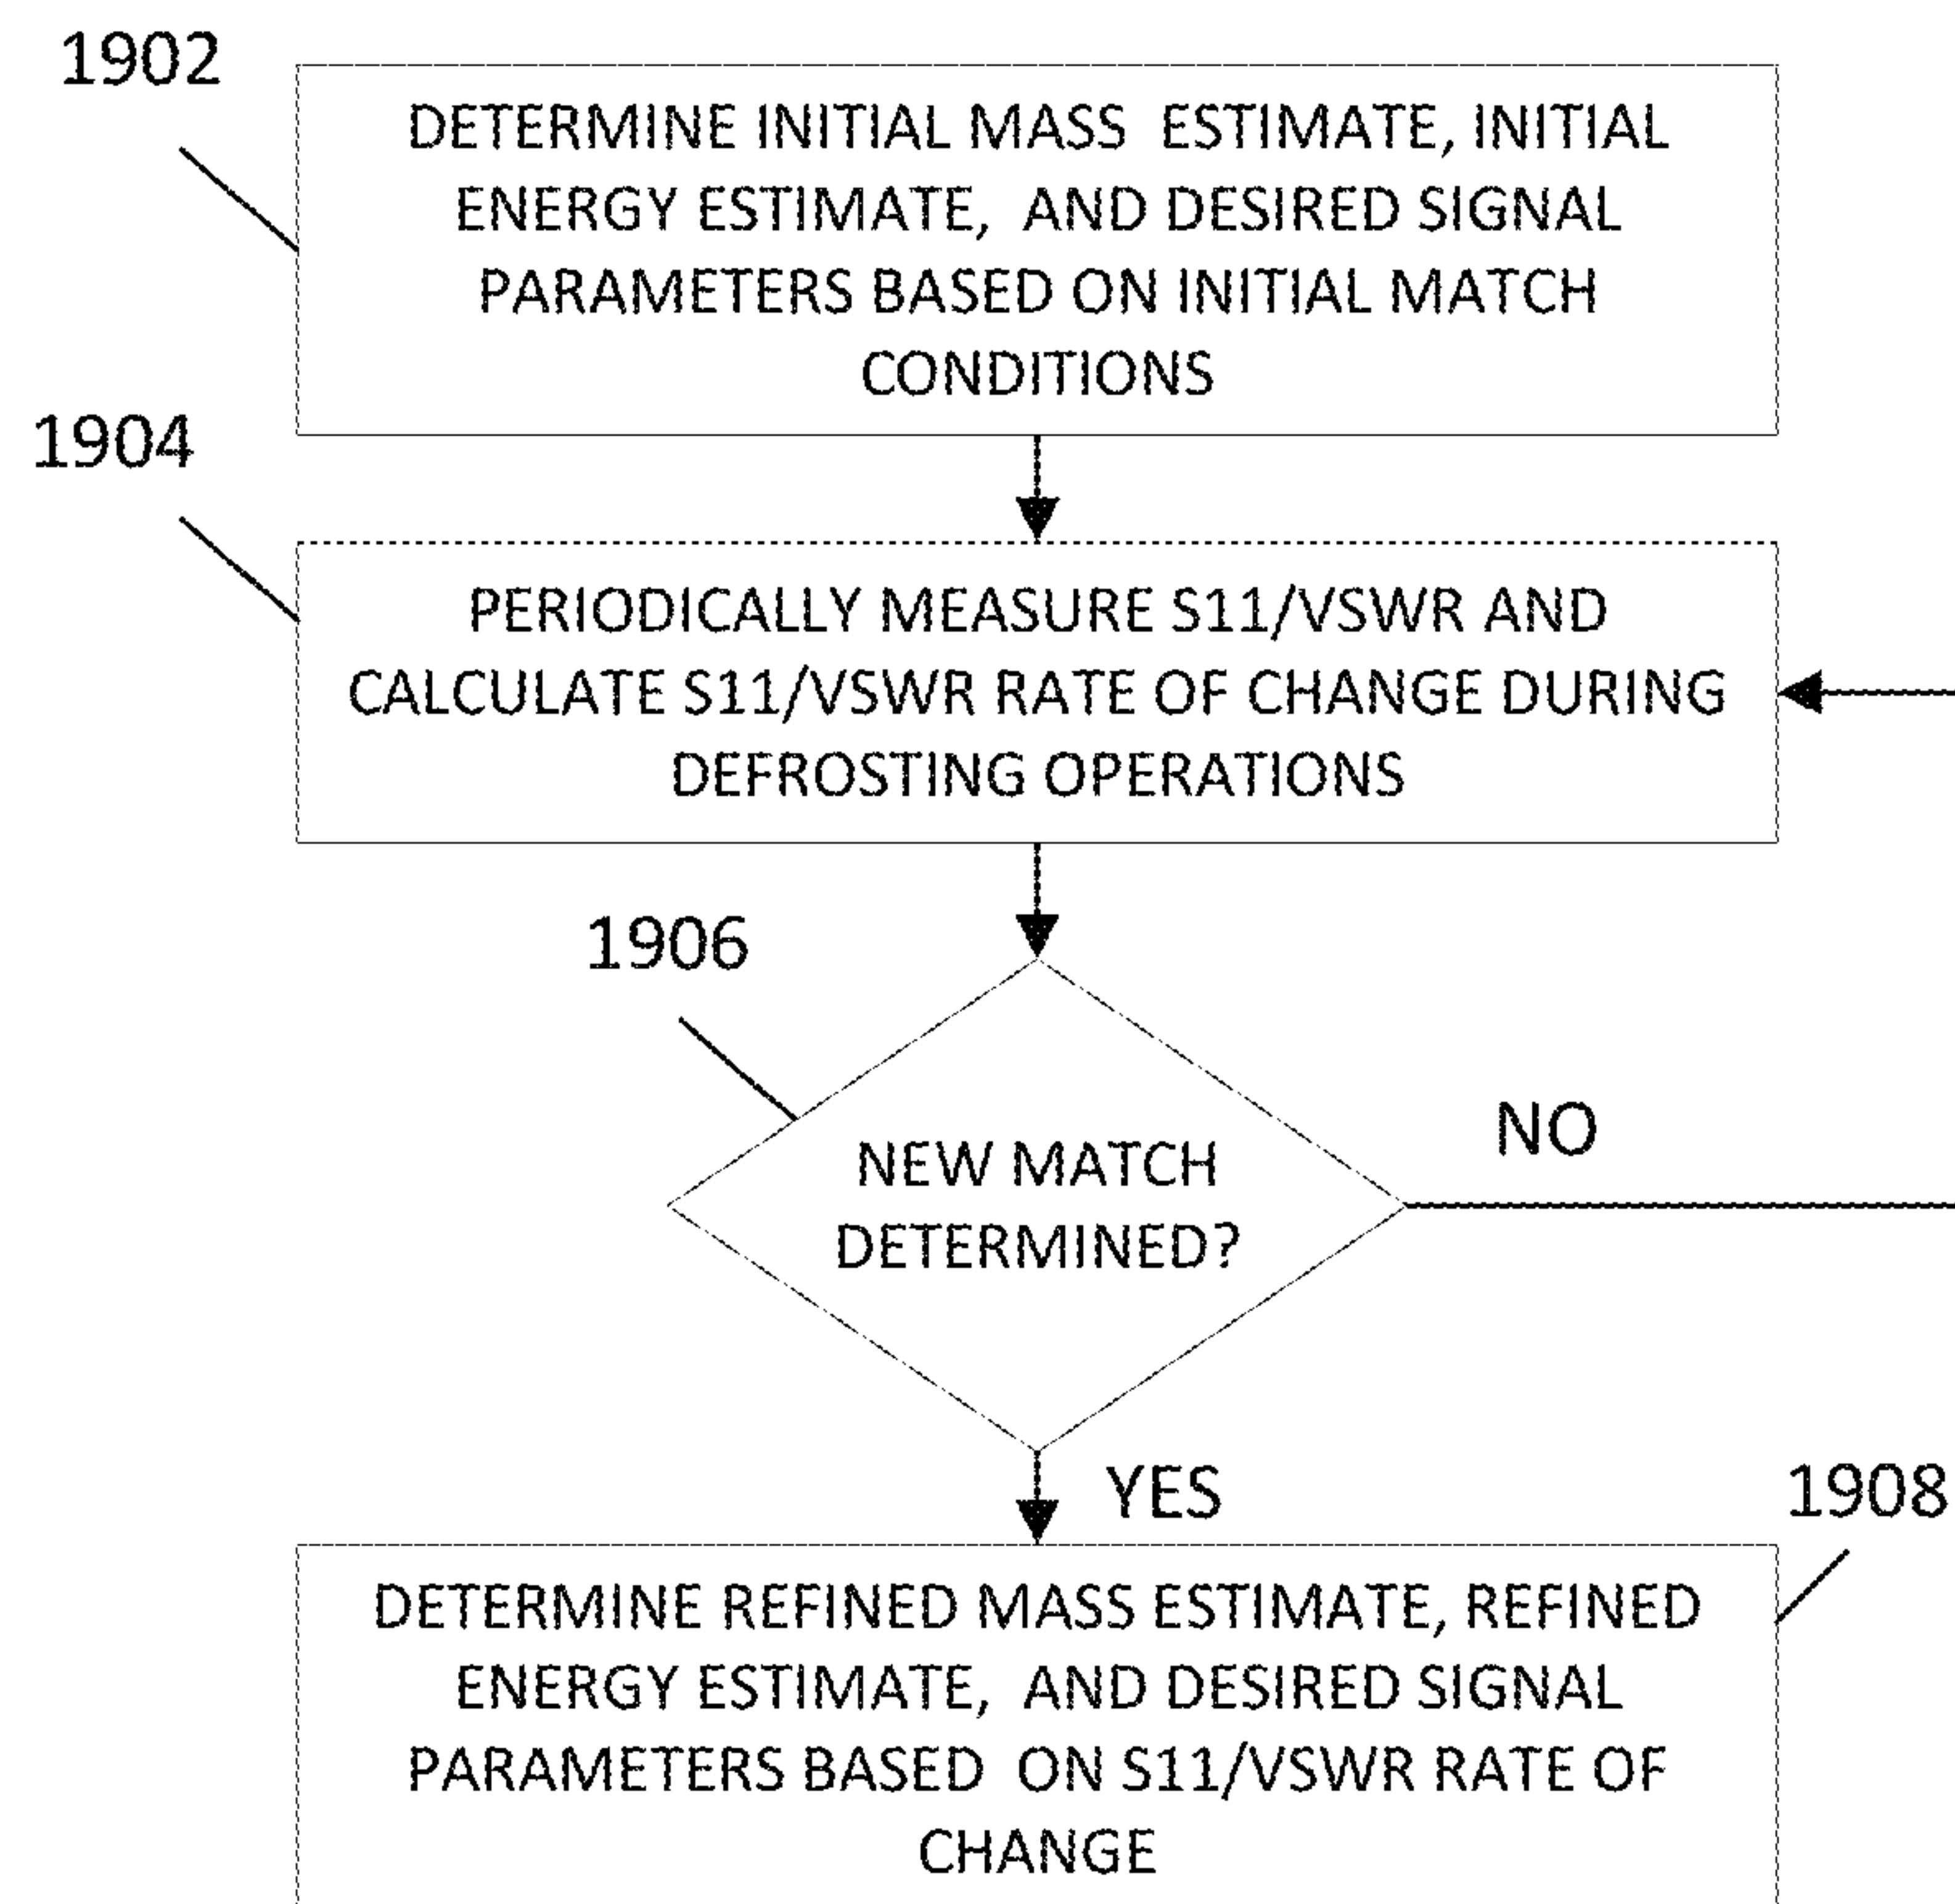 1902
DETERMINE INITIAL MASS ESTIMATE, INITIAL
ENERGY ESTIMATE, AND DESIRED SIGNAL
PARAMETERS BASED ON INITIAL MATCH
CONDITIONS
1904
PERIODICALLY MEASURE S11/VSWR AND
CALCULATE S11/VSWR RATE OF CHANGE DURING
DEFROSTING OPERATIONS
1906
NEW MATCH
DETERMINED?
NO
YES
1908
DETERMINE REFINED MASS ESTIMATE, REFINED
ENERGY ESTIMATE, AND DESIRED SIGNAL
PARAMETERS BASED ON S11/VSWR RATE OF
CHANGE